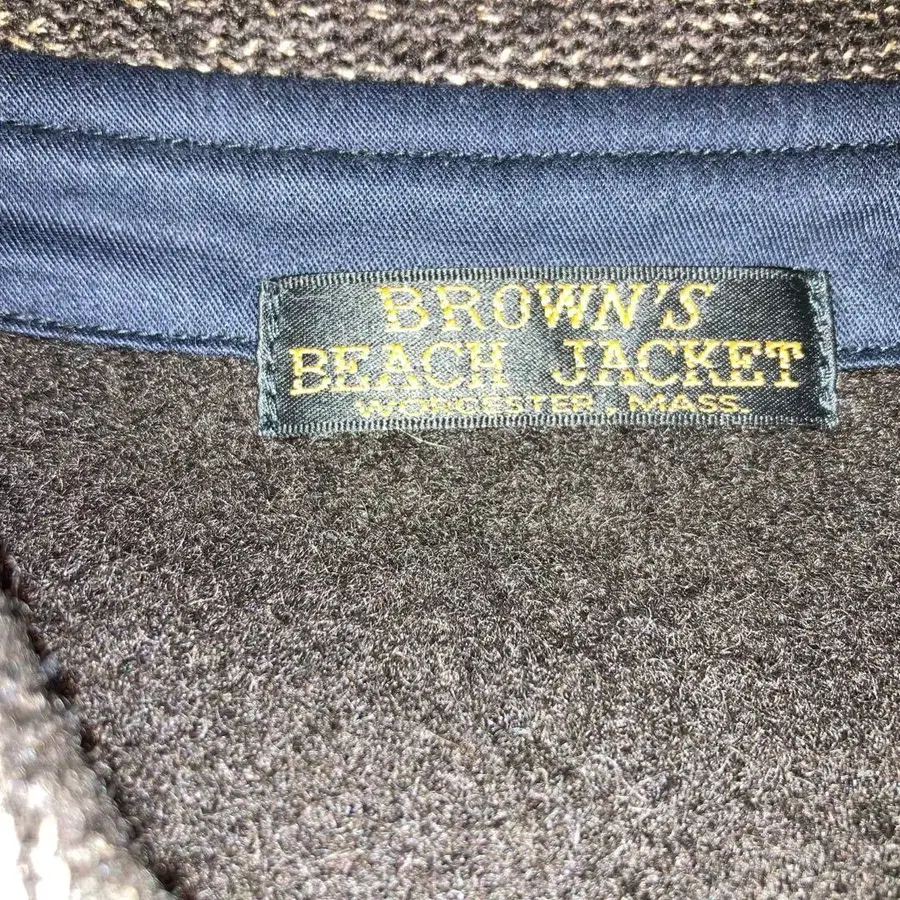 BROWN'S
BEACH JACKET
WORCESTER, MASS.